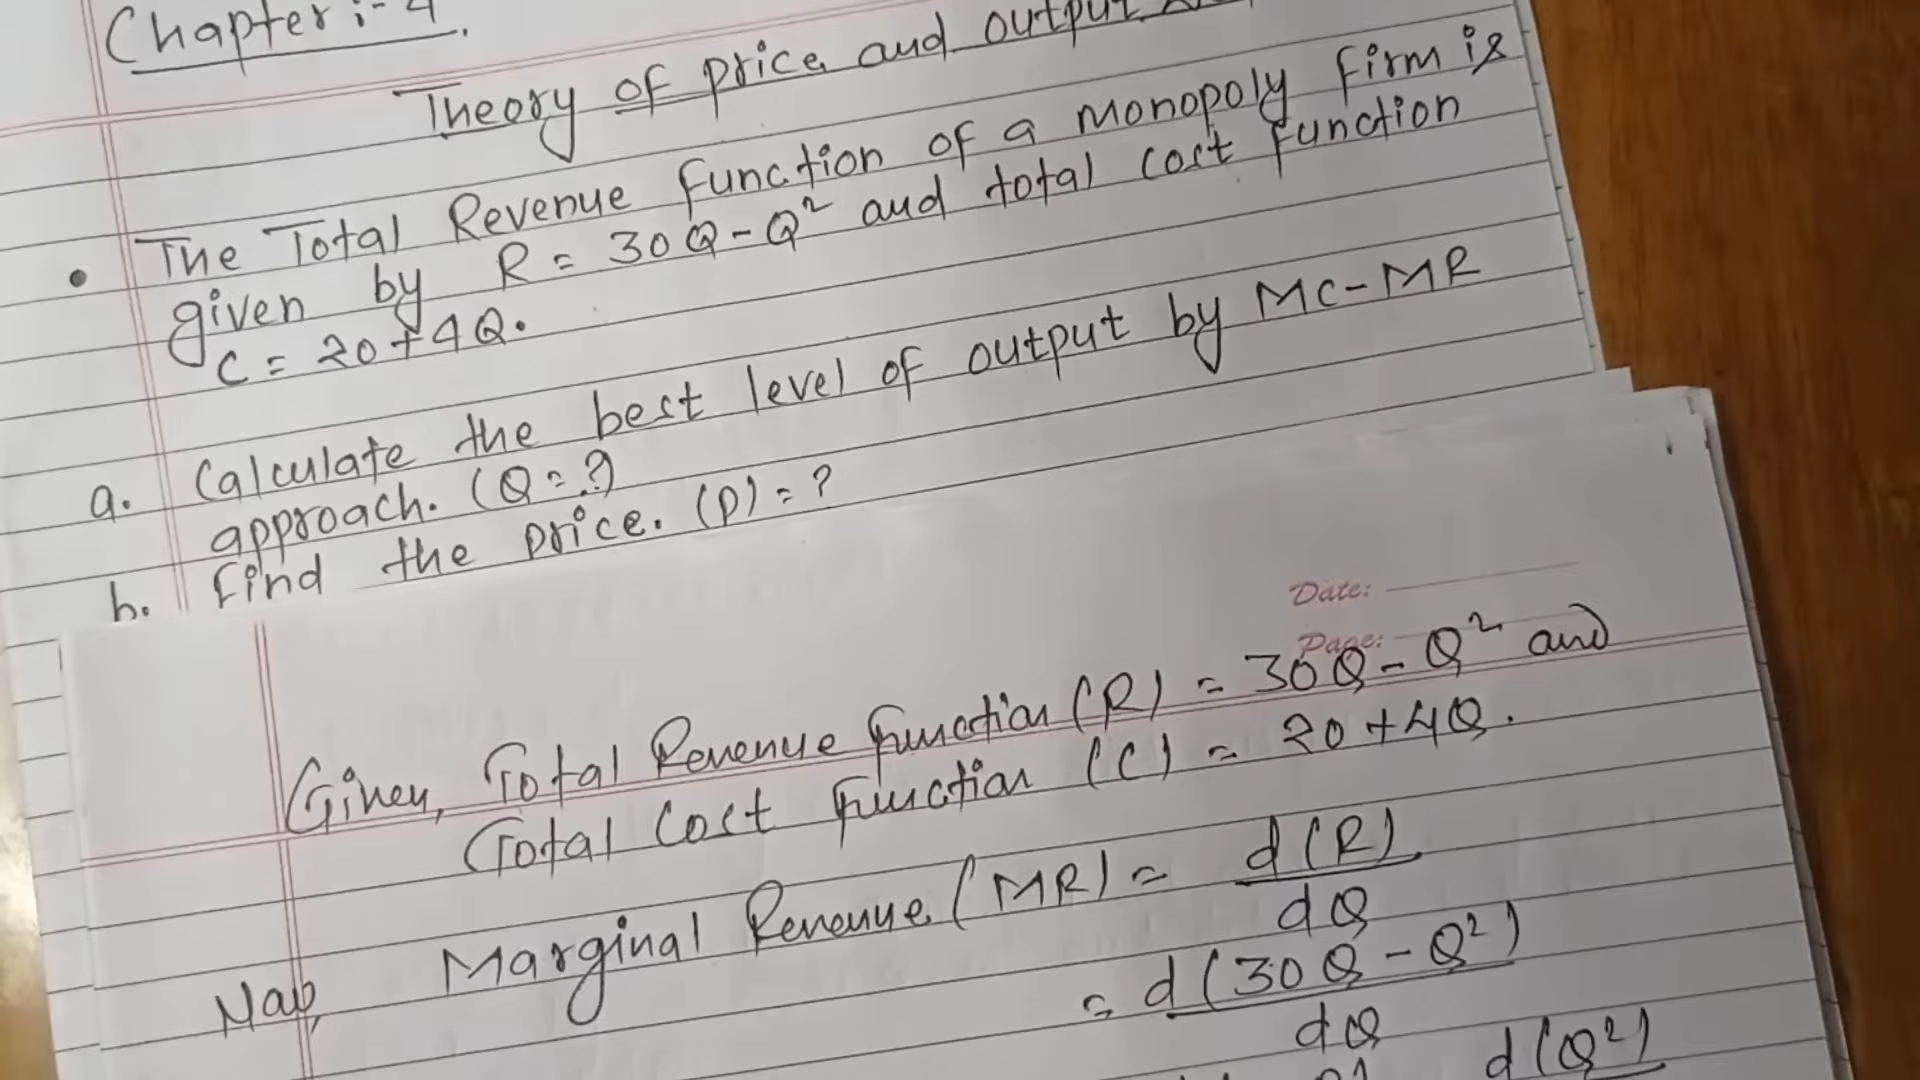 Chapter :- 4
Theory of price and output
The Total Revenue function of a monopoly firm is
given by R = 30Q - Q² and total cost function
C = 20 + 4Q.
a. Calculate the best level of output by MC-MR
approach. (Q = ?)
b. Find the price. (P) = ?
Date:
Page:
Given, Total Revenue function (R) = 30Q - Q² and
Total Cost function (C) = 20 + 4Q.
Now, Marginal Revenue (MR) = d(R)
dQ
= d(30Q - Q²)
dQ
d(Q²)